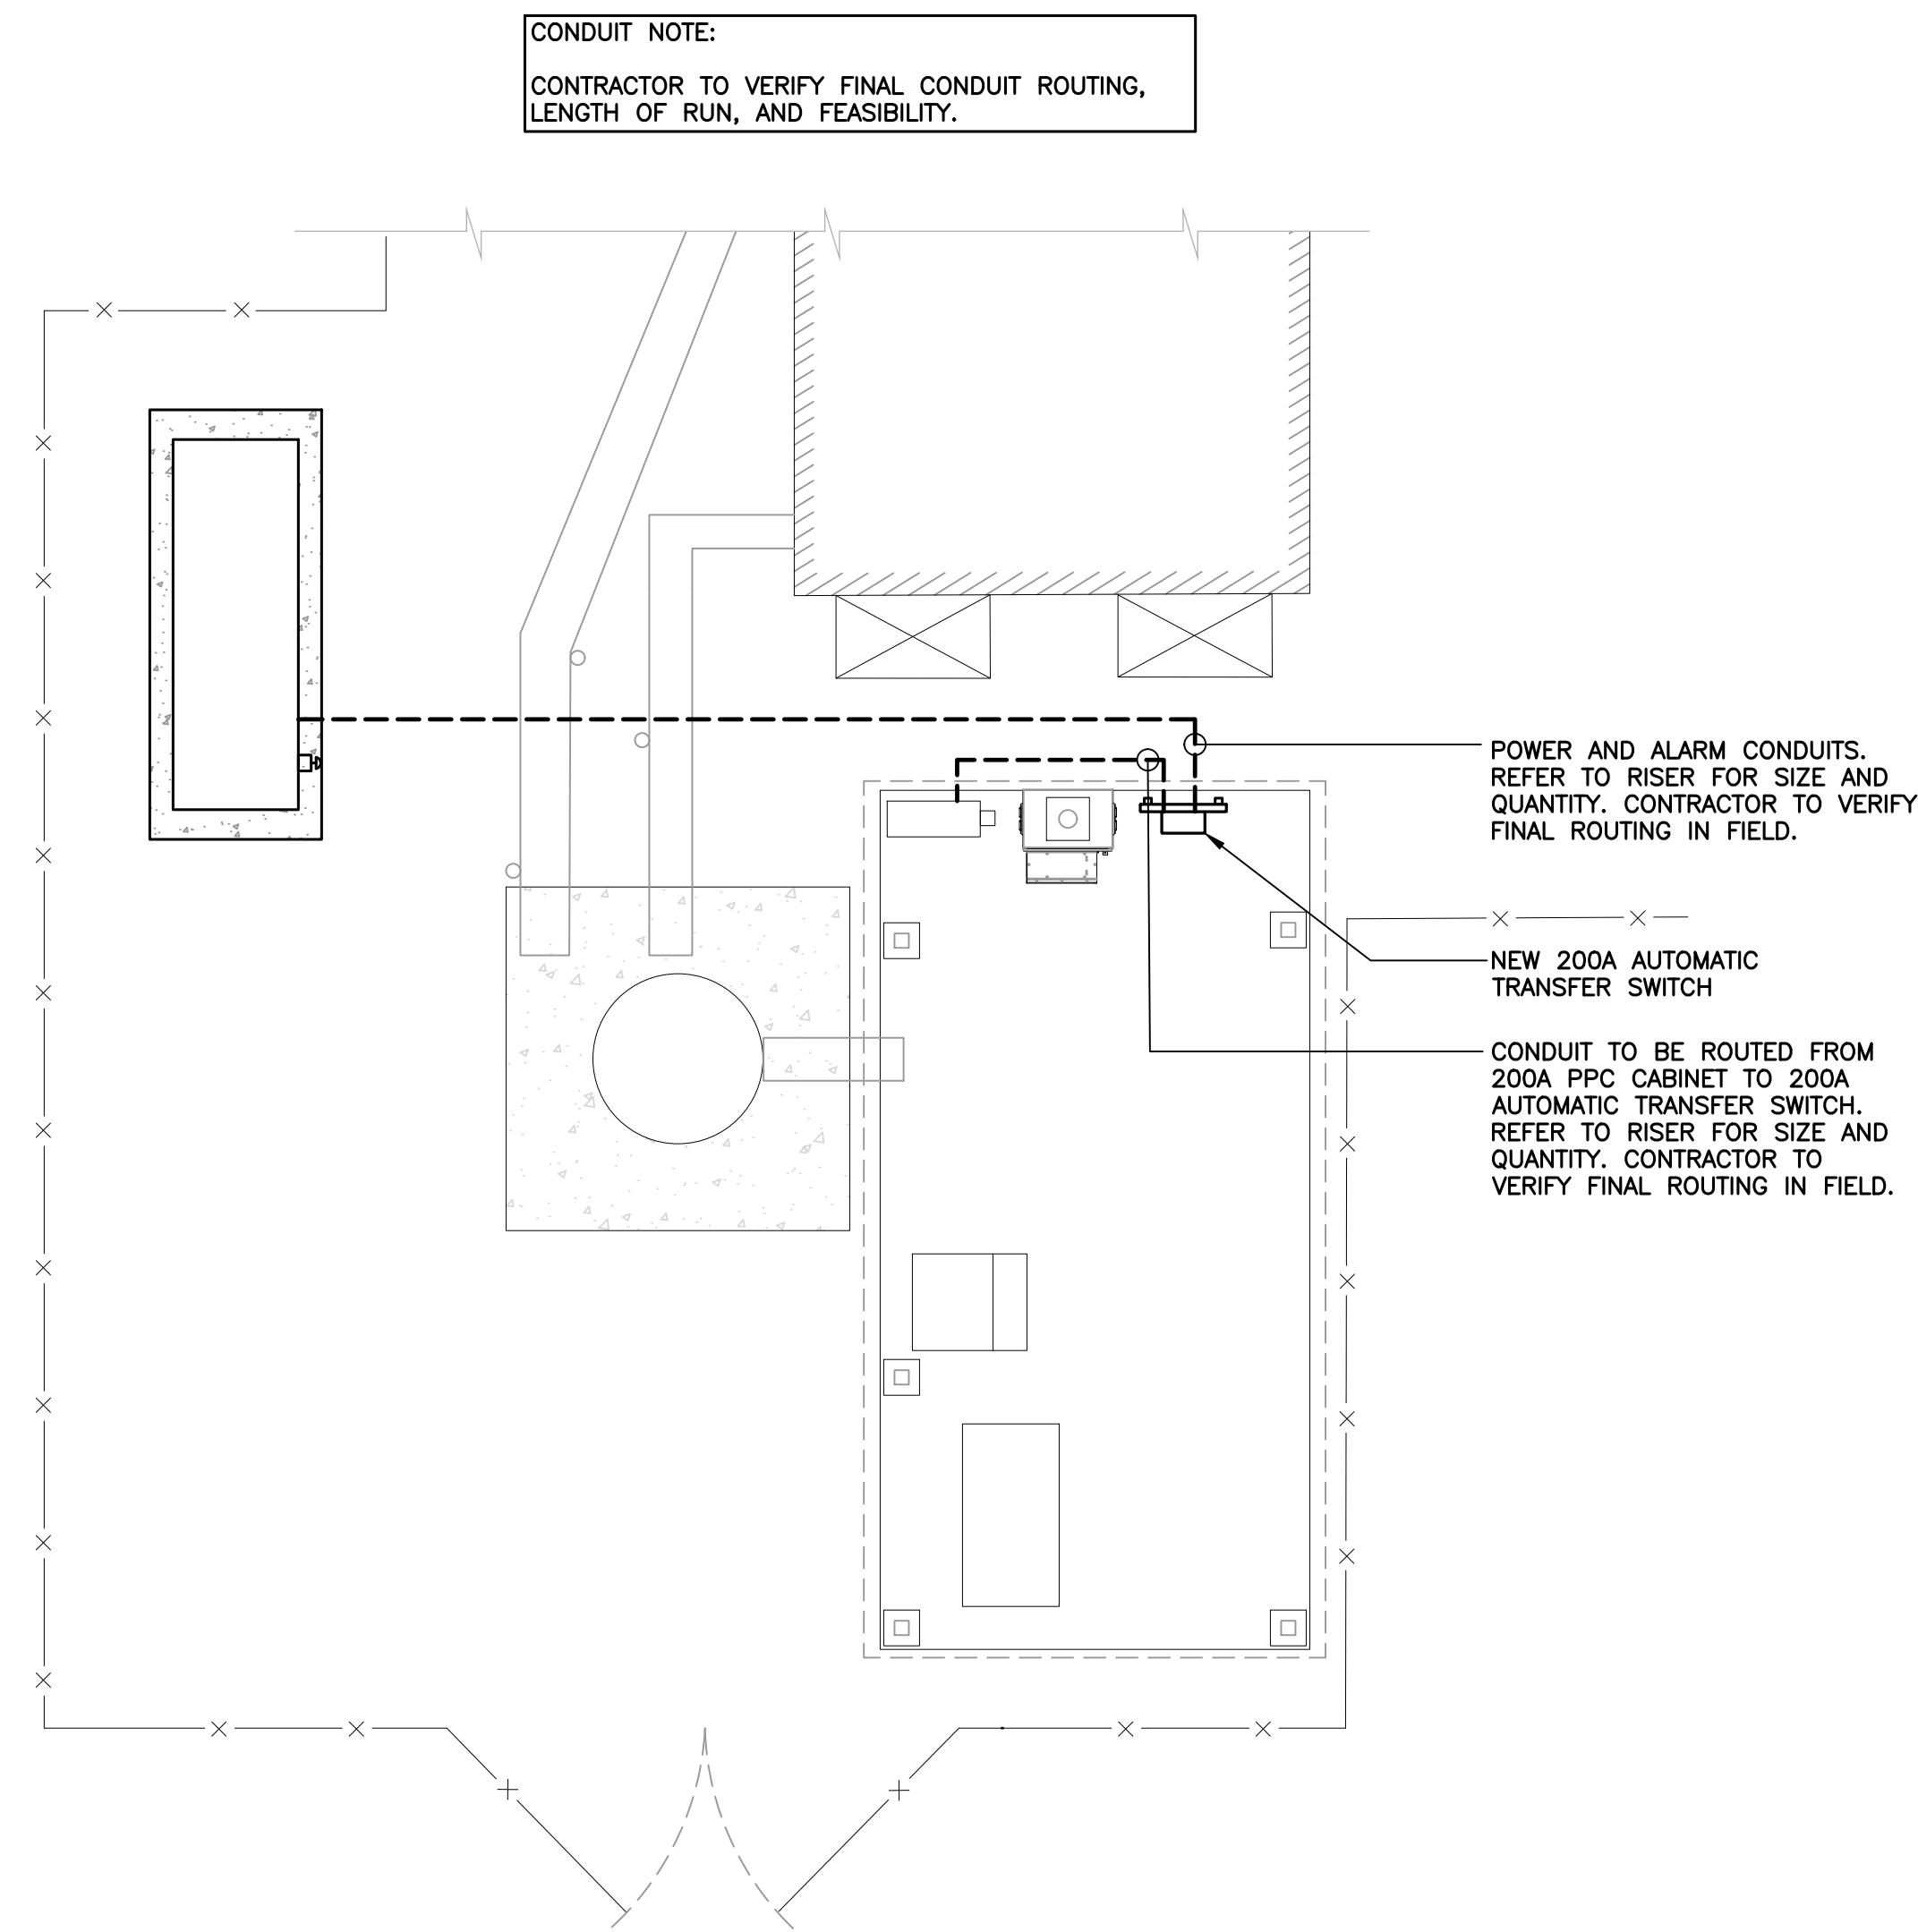 CONDUIT NOTE:
CONTRACTOR TO VERIFY FINAL CONDUIT ROUTING,
LENGTH OF RUN, AND FEASIBILITY.
POWER AND ALARM CONDUITS.
REFER TO RISER FOR SIZE AND
QUANTITY. CONTRACTOR TO VERIFY
FINAL ROUTING IN FIELD.
NEW 200A AUTOMATIC
TRANSFER SWITCH
CONDUIT TO BE ROUTED FROM
200A PPC CABINET TO 200A
AUTOMATIC TRANSFER SWITCH.
REFER TO RISER FOR SIZE AND
QUANTITY. CONTRACTOR TO
VERIFY FINAL ROUTING IN FIELD.